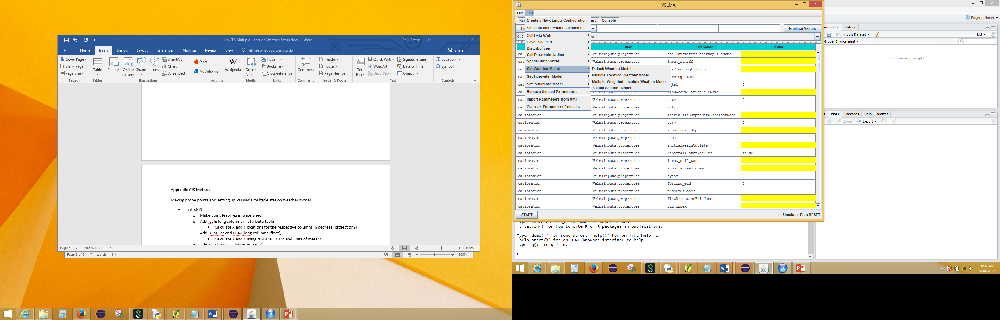 HowTo Multiple-Location Weather Setup.docx - Word
Paul Pettus
File Home Insert Design Layout References Mailings Review View Tell me what you want to do Share
Cover Page
Blank Page
Page Break
Pages
Table
Tables
Pictures
Online Pictures
Shapes
Icons
SmartArt
Chart
Screenshot
Illustrations
Store
My Add-ins
Wikipedia
Add-ins
Online Video
Media
Hyperlink
Bookmark
Cross-reference
Links
Comment
Comments
Header
Footer
Page Number
Header & Footer
Text Box
Quick Parts
WordArt
Drop Cap
Signature Line
Date & Time
Object
Text
Equation
Symbol
Symbols
Appendix GIS Methods
Making probe points and setting up VELMA's multiple station weather model
• In ArcGIS
o Make point features in watershed
o Add lat & long columns in attribute table
▪ Calculate X and Y locations for the respective columns in degrees (projection?)
o Add UTM_lat and UTM_long columns (float),
▪ Calculate X and Y using NAD1983 UTM and units of meters
Page 3 of 7 1465 words 100%
Page 2 of 5 711 words 100%
VELMA
File Edit
Create a New, Empty Configuration
Set Input and Results Locations
Cell Data Writer
Cover Species
Disturbances
Soil Parameterization
Spatial Data Writer
Set Weather Model
Set Tidewater Model
Set Penumbra Model
Remove Unused Parameters
Import Parameters from Xml
Override Parameters from .csv
Default Weather Model
Multiple-Location Weather Model
Multiple-Weighted-Location Weather Model
Spatial Weather Model
Console
Replace Values
0.0
Item Parameter Value
VelmaInputs.properties soilParametersIndexMapFileName
VelmaInputs.properties input_runoff
0
0
VelmaInputs.properties
VelmaInputs.properties outy 0
VelmaInputs.properties outx 0
calibration VelmaInputs.properties initializeOutputDataLocationRoot
calibration VelmaInputs.properties stty 0
calibration VelmaInputs.properties input_soil_depth
calibration VelmaInputs.properties sdmm 0
calibration VelmaInputs.properties initialReachOutlets
calibration VelmaInputs.properties reportAllCoverResults false
calibration VelmaInputs.properties input_soil_txt
calibration VelmaInputs.properties input_stream_chem
calibration VelmaInputs.properties syear 0
calibration VelmaInputs.properties forcing_end 0
calibration VelmaInputs.properties numberOfLoops 0
calibration VelmaInputs.properties flowDirectionFileName
calibration VelmaInputs.properties run_index
START
Simulator Data RESET
'citation()' on how to cite R or R packages in publications.
Type 'demo()' for some demos, 'help()' for on-line help, or
'help.start()' for an HTML browser interface to help.
Type 'q()' to quit R.
>
Project: (None)
History
Import Dataset
List
Global Environment
Environment is empty
Plots Packages Help Viewer
Zoom Export
10:07 AM
5/19/2017